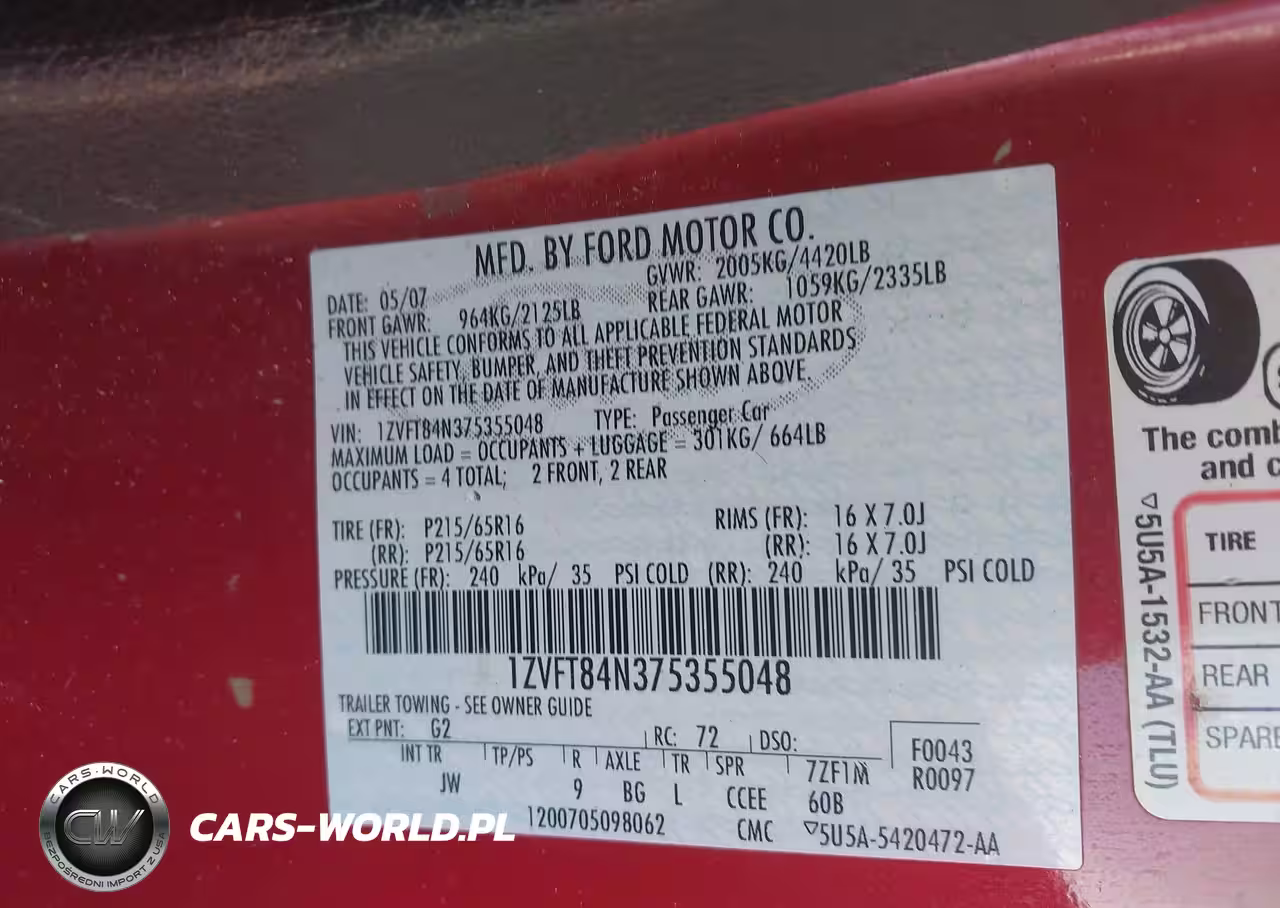 MFD. BY FORD MOTOR CO.
DATE: 05/07 GVWR: 2005KG/4420LB
FRONT GAWR: 964KG/2125LB REAR GAWR: 1059KG/2335LB
THIS VEHICLE CONFORMS TO ALL APPLICABLE FEDERAL MOTOR
VEHICLE SAFETY, BUMPER, AND THEFT PREVENTION STANDARDS
IN EFFECT ON THE DATE OF MANUFACTURE SHOWN ABOVE.
VIN: 1ZVFT84N375355048 TYPE: Passenger Car
MAXIMUM LOAD = OCCUPANTS + LUGGAGE = 301KG/ 664LB
OCCUPANTS = 4 TOTAL; 2 FRONT, 2 REAR
TIRE (FR): P215/65R16 RIMS (FR): 16 X 7.0J
(RR): P215/65R16 (RR): 16 X 7.0J
PRESSURE (FR): 240 kPa/ 35 PSI COLD (RR): 240 kPa/ 35 PSI COLD
1ZVFT84N375355048
TRAILER TOWING - SEE OWNER GUIDE
EXT PNT: G2 RC: 72 DSO:
INT TR TP/PS R AXLE TR SPR 7ZF1M F0043
JW 9 BG L CCEE 60B R0097
1200705098062 CMC ▽5U5A-5420472-AA
The comb
and c
▽5U5A-1532-AA (TLU)
TIRE
FRONT
REAR
SPARE
CARS-WORLD
CW
BEZPOŚREDNI IMPORT Z USA
CARS-WORLD.PL